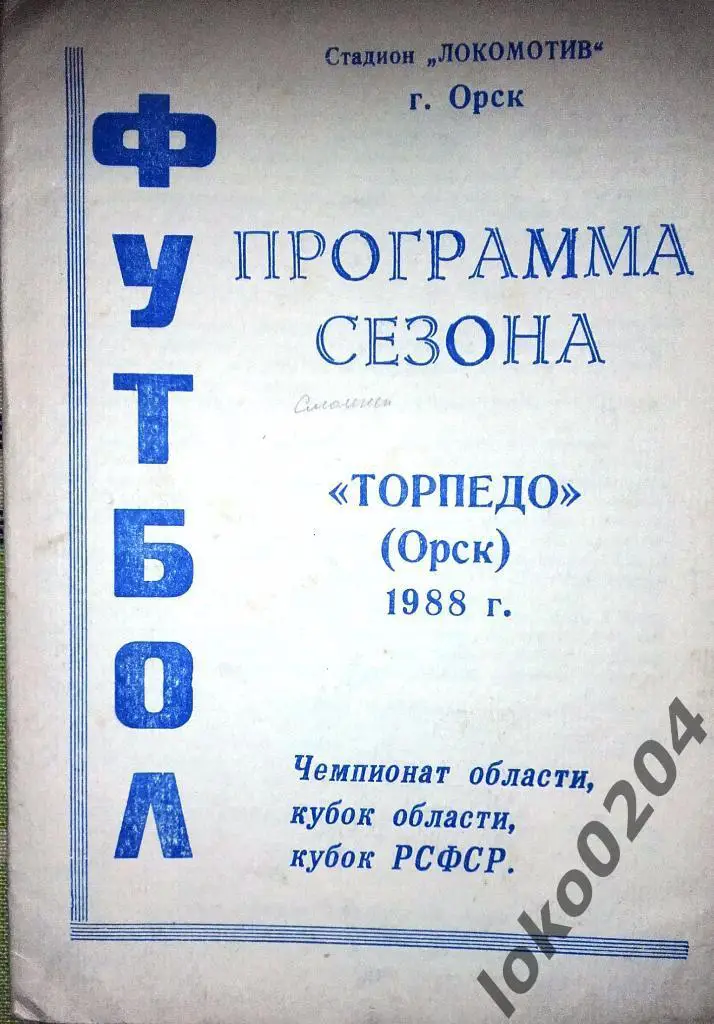 Стадион „ЛОКОМОТИВ“
г. Орск
ФУТБОЛ
ПРОГРАММА
СЕЗОНА
«ТОРПЕДО»
(Орск)
1988 г.
Чемпионат области,
кубок области,
кубок РСФСР.
loko0204